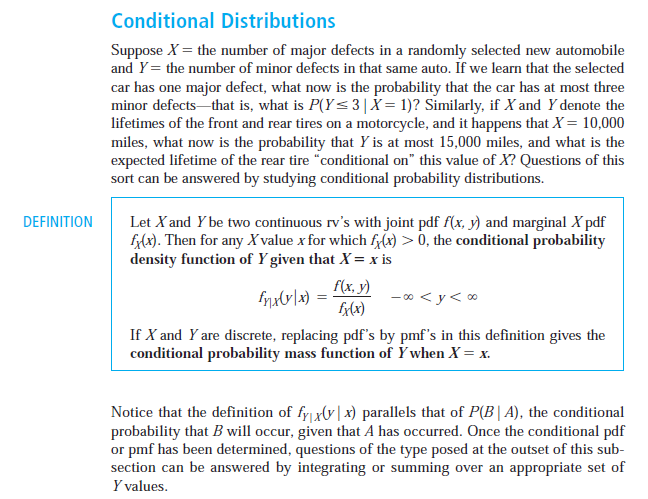 Conditional Distributions
Suppose X = the number of major defects in a randomly selected new automobile
and Y = the number of minor defects in that same auto. If we learn that the selected
car has one major defect, what now is the probability that the car has at most three
minor defects—that is, what is P(Y ≤ 3 | X = 1)? Similarly, if X and Y denote the
lifetimes of the front and rear tires on a motorcycle, and it happens that X = 10,000
miles, what now is the probability that Y is at most 15,000 miles, and what is the
expected lifetime of the rear tire “conditional on” this value of X? Questions of this
sort can be answered by studying conditional probability distributions.
DEFINITION
Let X and Y be two continuous rv’s with joint pdf f(x, y) and marginal X pdf
f_X(x). Then for any X value x for which f_X(x) > 0, the conditional probability
density function of Y given that X = x is
f_{Y|X}(y|x) = f(x, y) / f_X(x)   −∞ < y < ∞
If X and Y are discrete, replacing pdf’s by pmf’s in this definition gives the
conditional probability mass function of Y when X = x.
Notice that the definition of f_{Y|X}(y | x) parallels that of P(B | A), the conditional
probability that B will occur, given that A has occurred. Once the conditional pdf
or pmf has been determined, questions of the type posed at the outset of this sub-
section can be answered by integrating or summing over an appropriate set of
Y values.